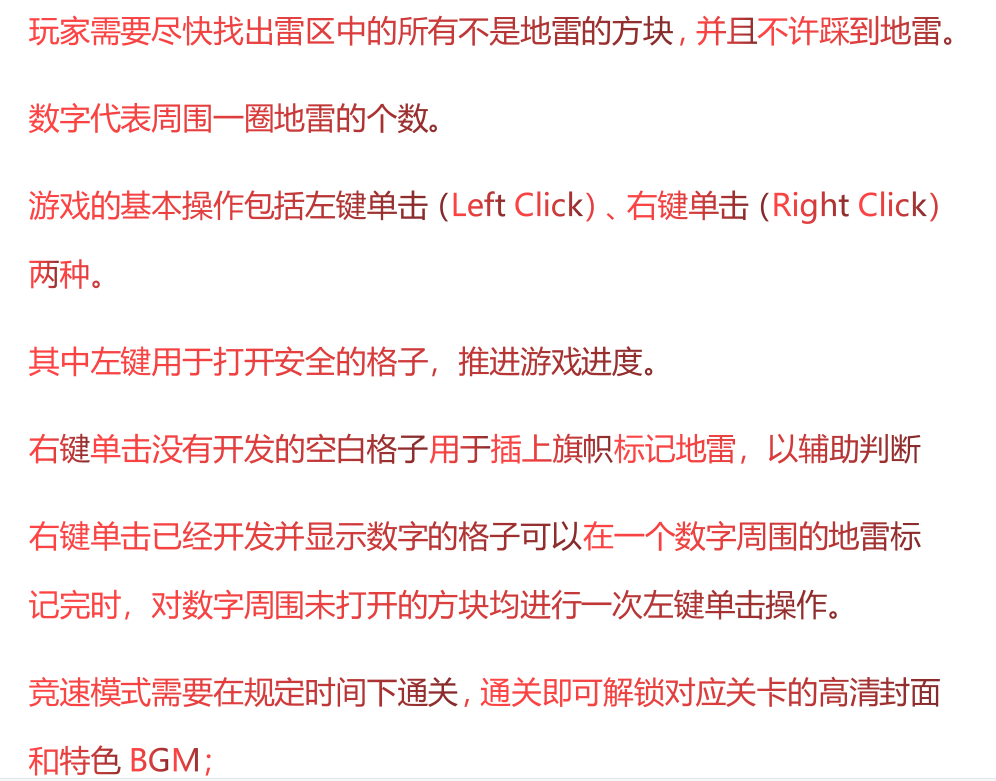 玩家需要尽快找出雷区中的所有不是地雷的方块，并且不许踩到地雷。
数字代表周围一圈地雷的个数。
游戏的基本操作包括左键单击（Left Click）、右键单击（Right Click）
两种。
其中左键用于打开安全的格子，推进游戏进度。
右键单击没有开发的空白格子用于插上旗帜标记地雷，以辅助判断
右键单击已经开发并显示数字的格子可以在一个数字周围的地雷标
记完时，对数字周围未打开的方块均进行一次左键单击操作。
竞速模式需要在规定时间下通关，通关即可解锁对应关卡的高清封面
和特色 BGM；